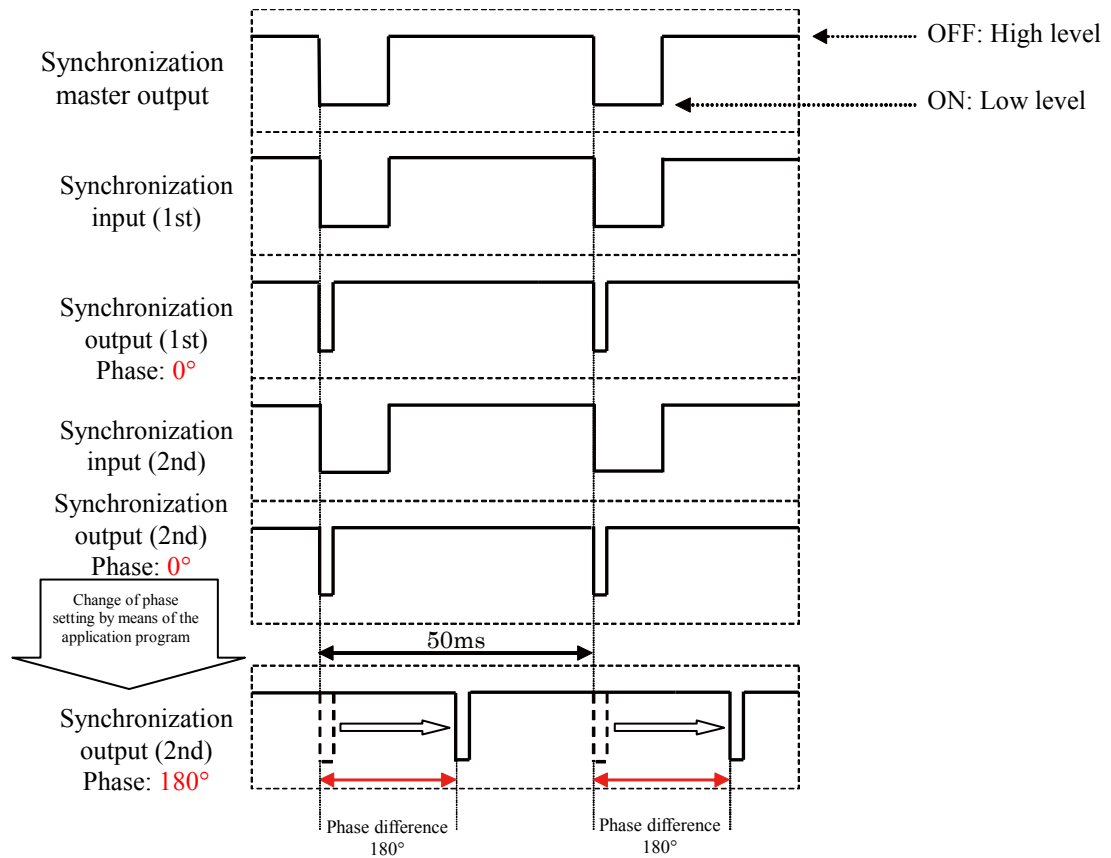 OFF: High level
Synchronization
master output
ON: Low level
Synchronization
input (1st)
Synchronization
output (1st)
Phase: 0°
Synchronization
input (2nd)
Synchronization
output (2nd)
Phase: 0°
Change of phase
setting by means of the
application program
50ms
Synchronization
output (2nd)
Phase: 180°
Phase difference
180°
Phase difference
180°